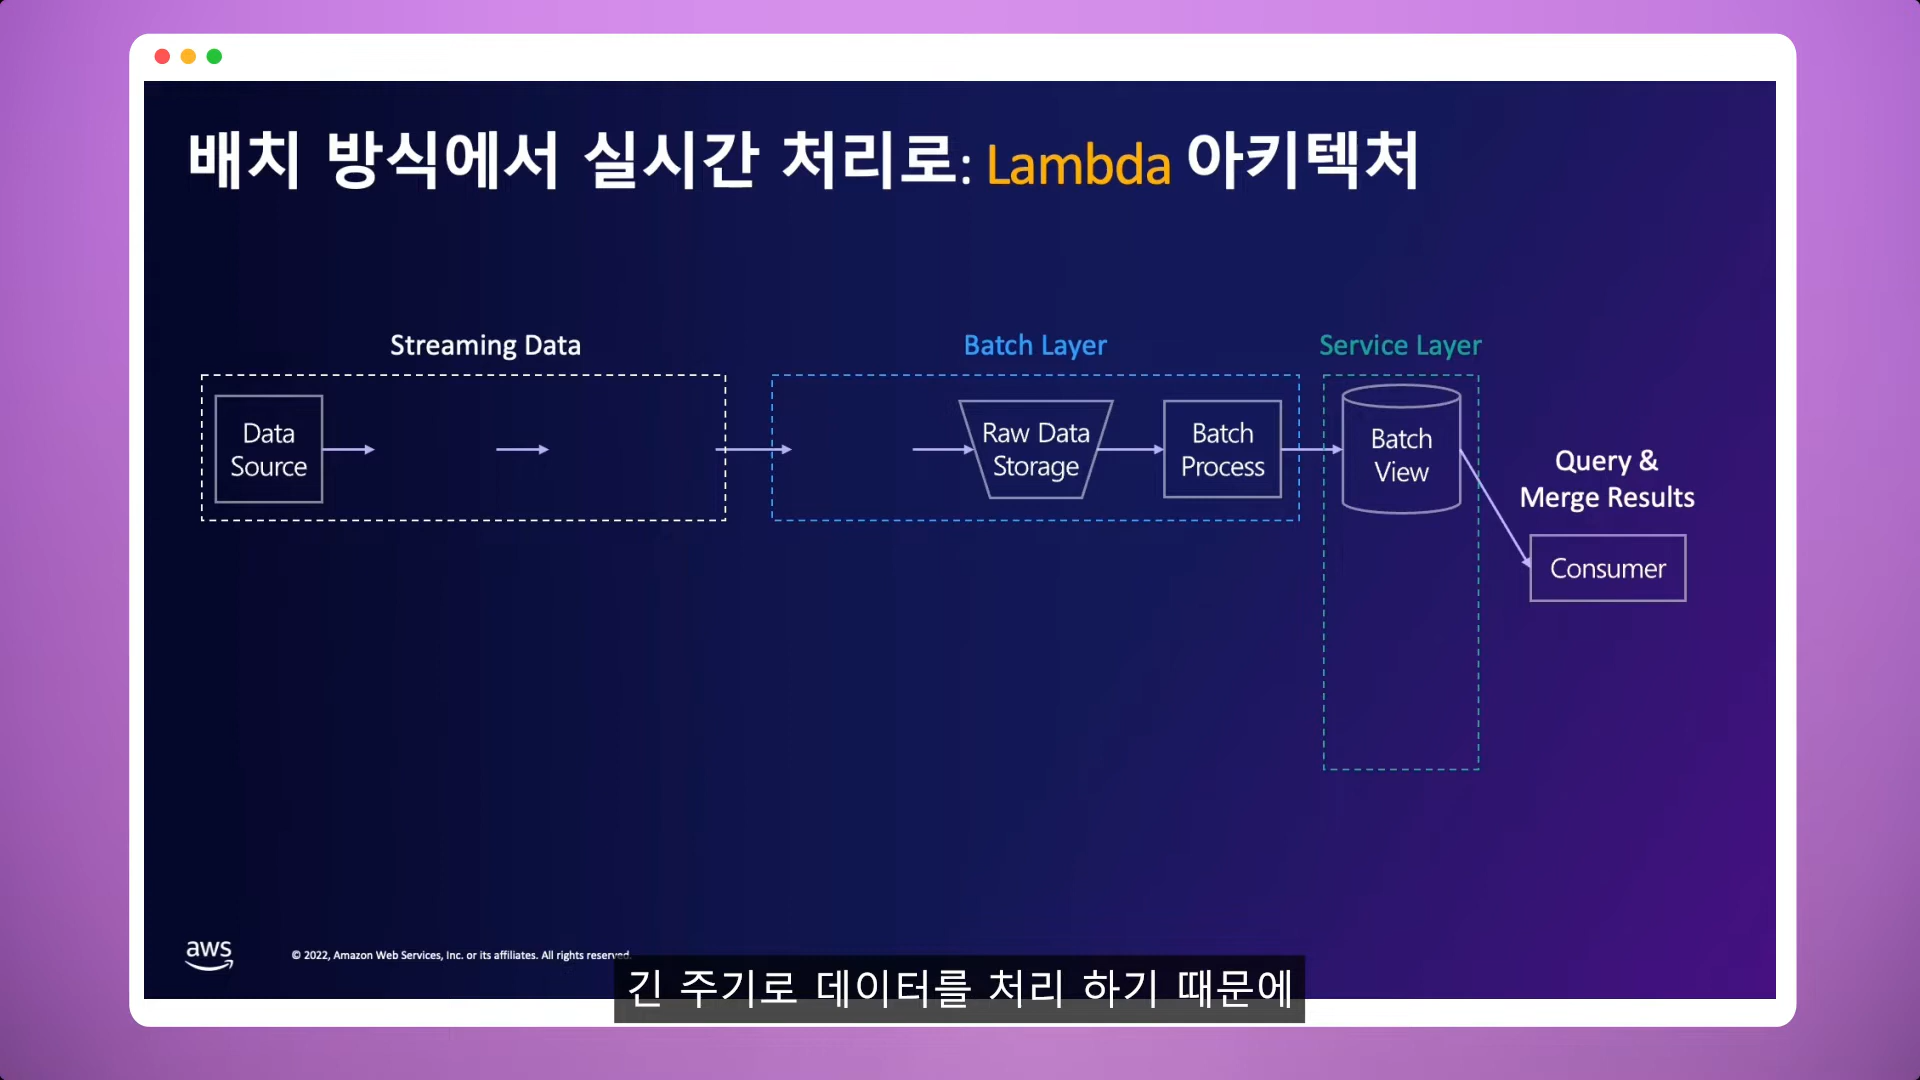 배치 방식에서 실시간 처리로: Lambda 아키텍처
Streaming Data
Batch Layer
Service Layer
Data
Source
Raw Data
Storage
Batch
Process
Batch
View
Query &
Merge Results
Consumer
aws
© 2022, Amazon Web Services, Inc. or its affiliates. All rights reserved.
긴 주기로 데이터를 처리 하기 때문에